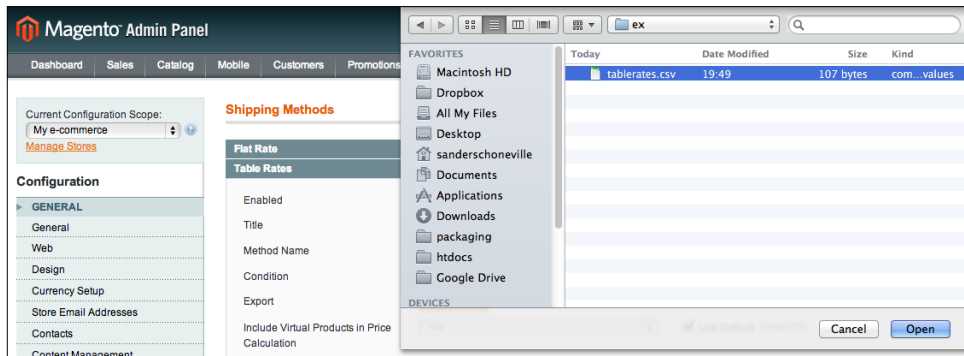 Magento Admin Panel
Dashboard Sales Catalog Mobile Customers Promotions
Current Configuration Scope:
My e-commerce
Manage Stores
Configuration
GENERAL
General
Web
Design
Currency Setup
Store Email Addresses
Contacts
Content Management
Shipping Methods
Flat Rate
Table Rates
Enabled
Title
Method Name
Condition
Export
Include Virtual Products in Price
Calculation
ex
FAVORITES
Macintosh HD
Dropbox
All My Files
Desktop
sanderschoneville
Documents
Applications
Downloads
packaging
htdocs
Google Drive
DEVICES
Today Date Modified Size Kind
tablerates.csv 19:49 107 bytes com...values
Use Default
Cancel Open